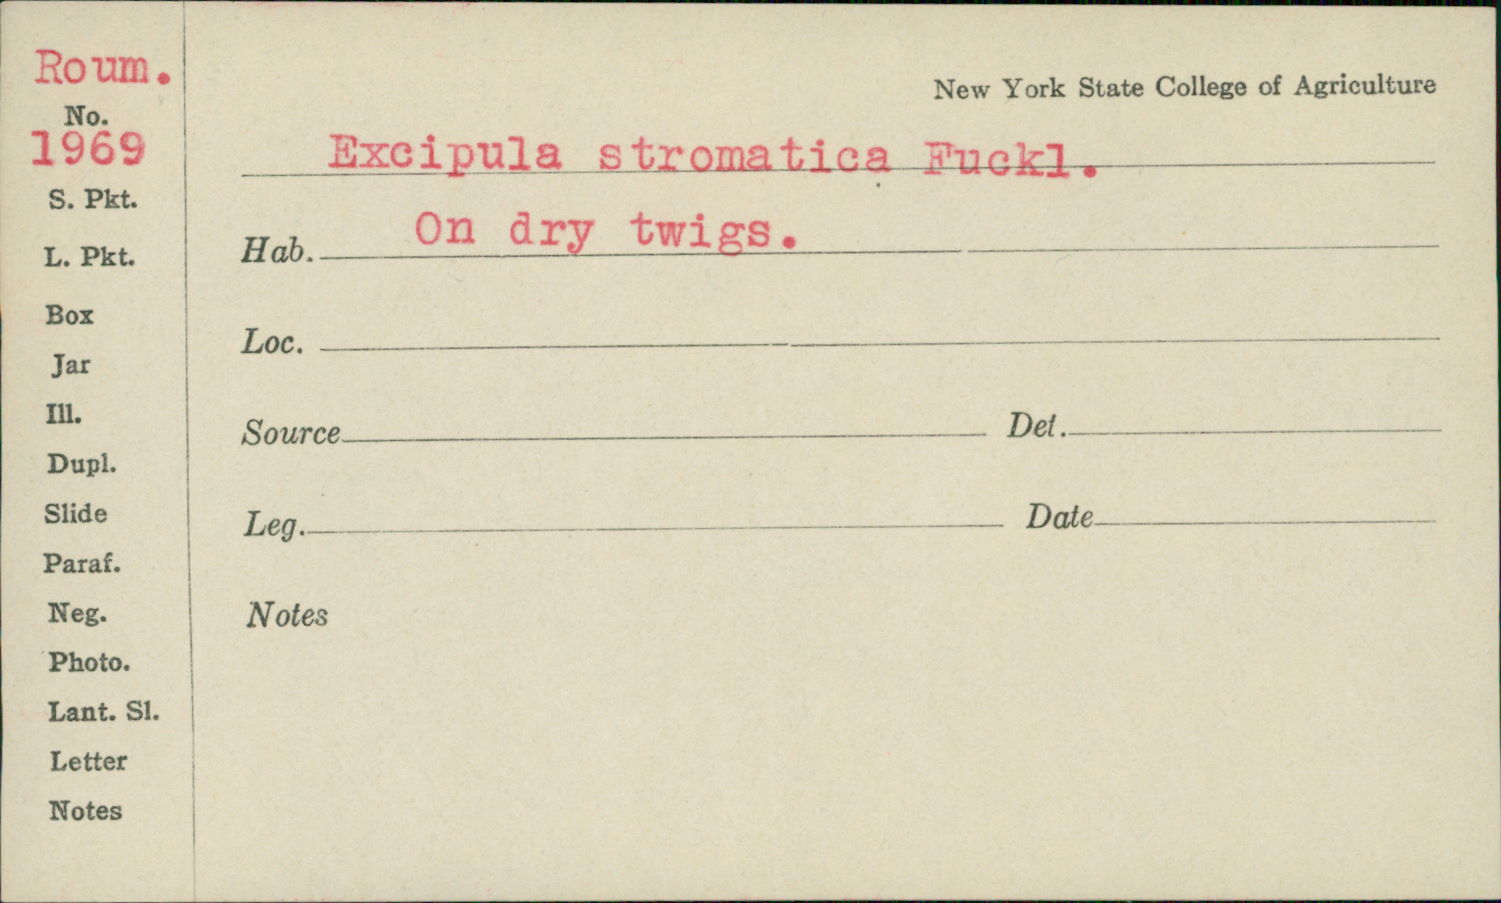 Roum.
No.
1969
S. Pkt.
L. Pkt.
Box
Jar
Ill.
Dupl.
Slide
Paraf.
Neg.
Photo.
Lant. Sl.
Letter
Notes
New York State College of Agriculture
Excipula stromatica Fuckl.
Hab. On dry twigs.
Loc.
Source Det.
Leg. Date
Notes